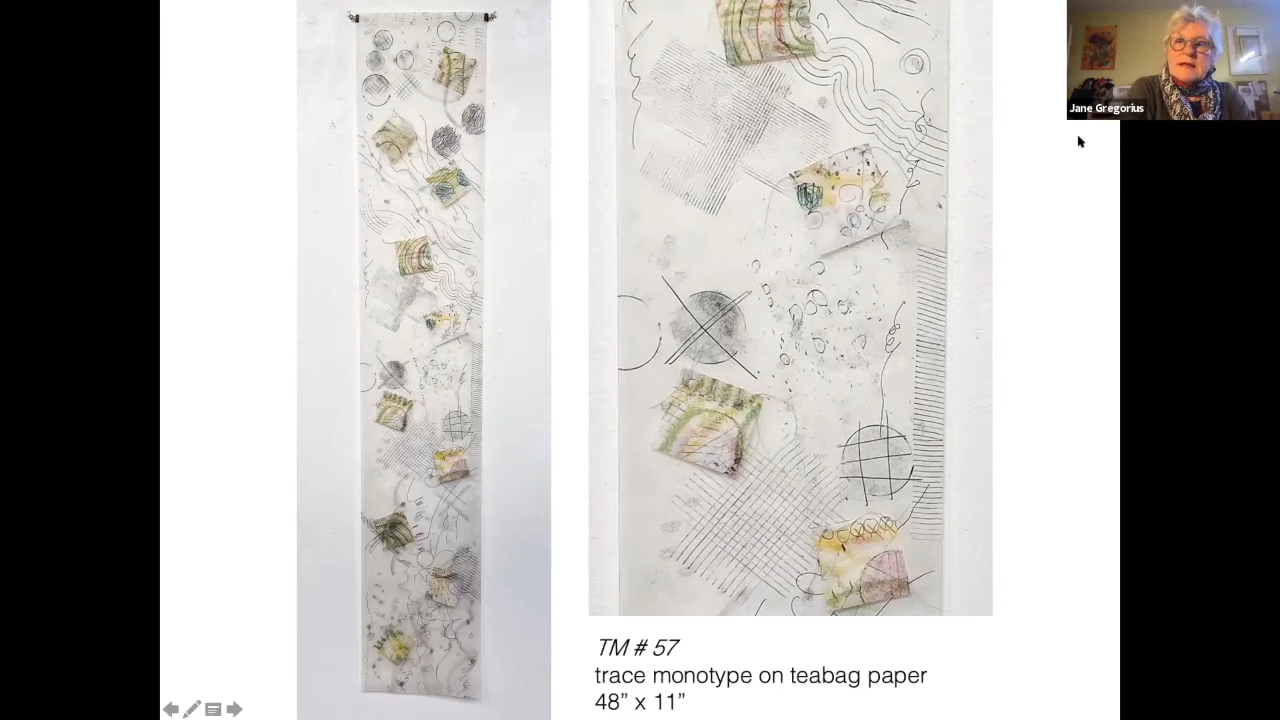 Jane Gregorius
TM # 57
trace monotype on teabag paper
48” x 11”